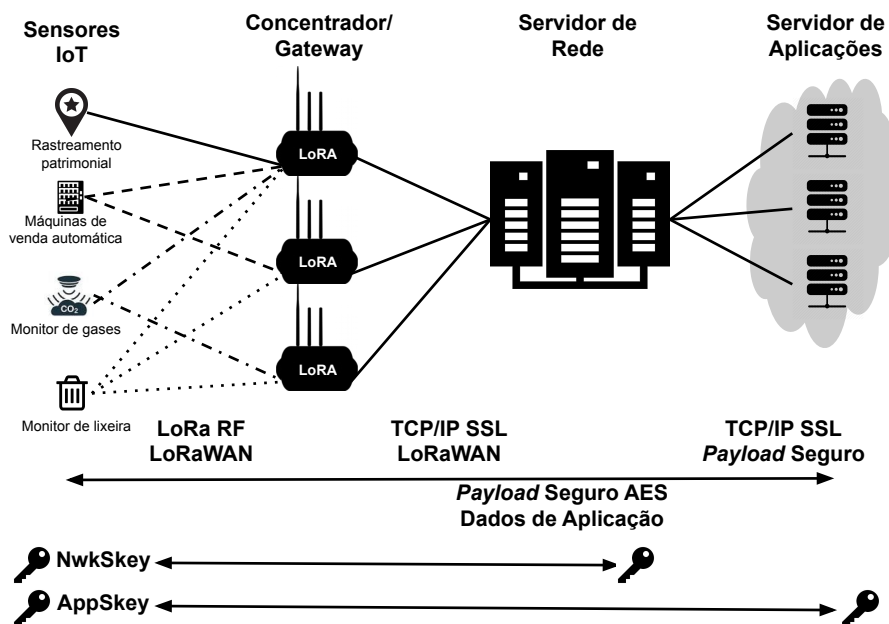 Sensores
IoT
Concentrador/
Gateway
Servidor de
Rede
Servidor de
Aplicações
Rastreamento
patrimonial
LoRA
Máquinas de
venda automática
LoRA
CO₂
Monitor de gases
LoRA
Monitor de lixeira
LoRa RF
LoRaWAN
TCP/IP SSL
LoRaWAN
TCP/IP SSL
Payload Seguro
Payload Seguro AES
Dados de Aplicação
NwkSkey
AppSkey